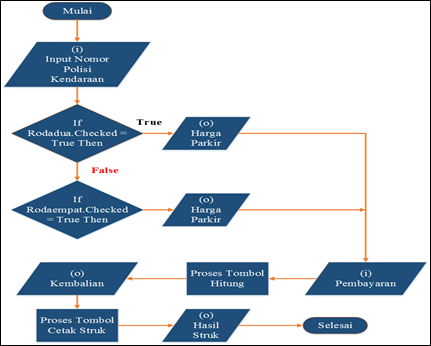 Mulai
(i)
Input Nomor
Polisi
Kendaraan
If
Rodadua.Checked =
True Then
True
(o)
Harga
Parkir
False
If
Rodaempat.Checked
= True Then
(o)
Harga
Parkir
(i)
Pembayaran
Proses Tombol
Hitung
(o)
Kembalian
Proses Tombol
Cetak Struk
(o)
Hasil
Struk
Selesai